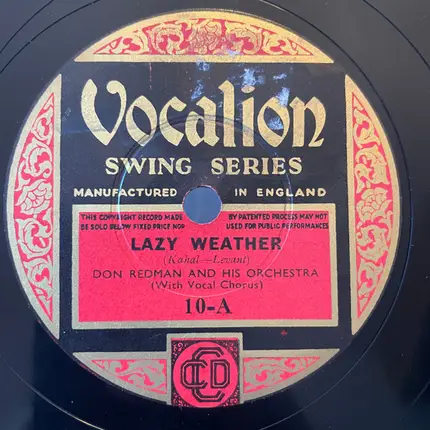 Vocalion
SWING SERIES
MANUFACTURED IN ENGLAND
THIS COPYRIGHT RECORD MADE BY PATENTED PROCESS MAY NOT
BE SOLD BELOW FIXED PRICE NOR USED FOR PUBLIC PERFORMANCES
LAZY WEATHER
(Kahal—Levant)
DON REDMAN AND HIS ORCHESTRA
(With Vocal Chorus)
10-A